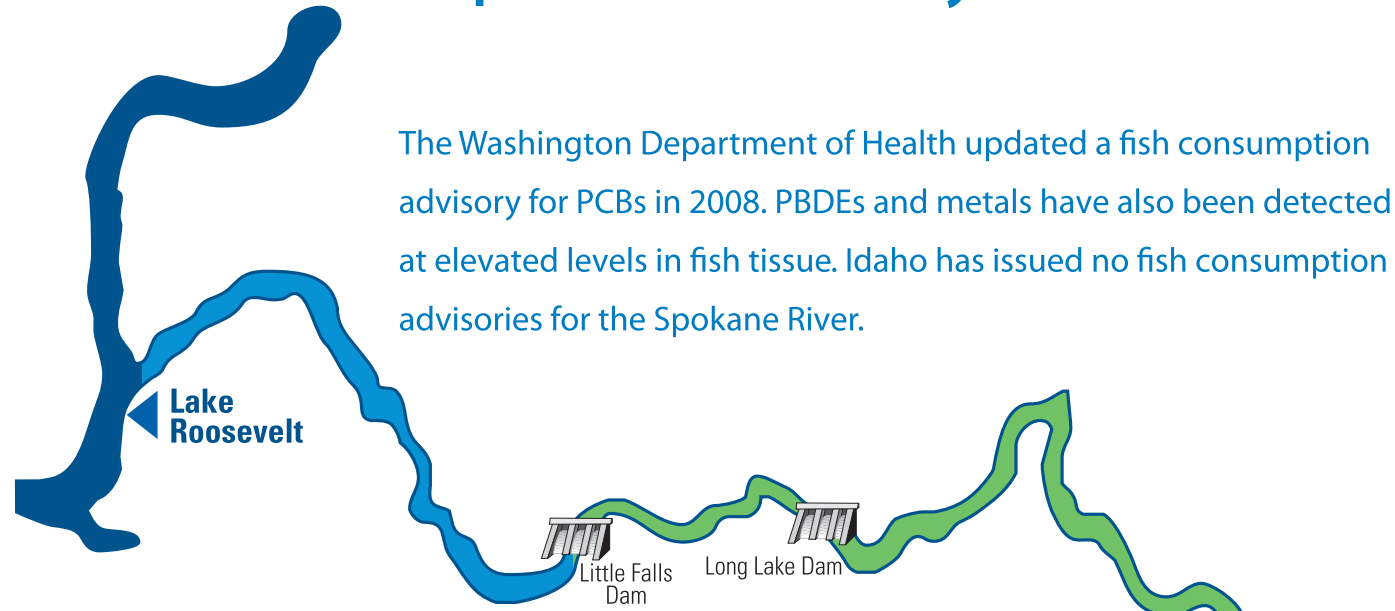 The Washington Department of Health updated a fish consumption
advisory for PCBs in 2008. PBDEs and metals have also been detected
at elevated levels in fish tissue. Idaho has issued no fish consumption
advisories for the Spokane River.
Lake
Roosevelt
Little Falls
Dam
Long Lake Dam